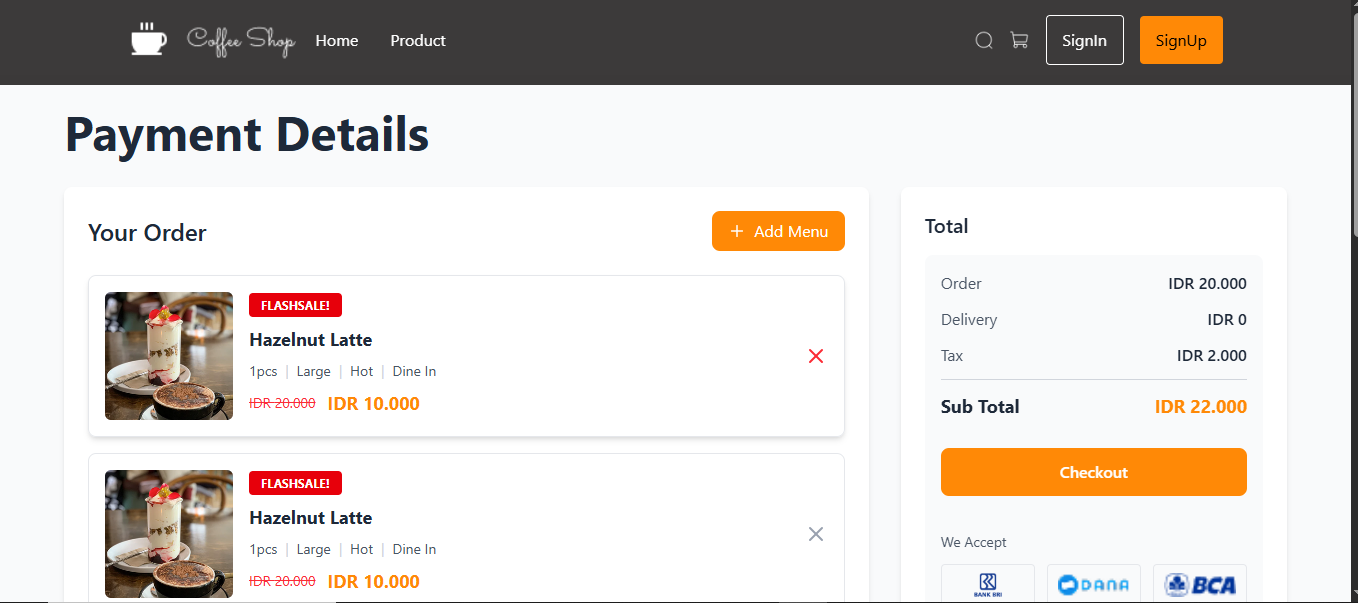 Coffee Shop
Home
Product
SignIn
SignUp
Payment Details
Your Order
+ Add Menu
FLASHSALE!
Hazelnut Latte
1pcs | Large | Hot | Dine In
IDR 20.000 IDR 10.000
FLASHSALE!
Hazelnut Latte
1pcs | Large | Hot | Dine In
IDR 20.000 IDR 10.000
Total
Order IDR 20.000
Delivery IDR 0
Tax IDR 2.000
Sub Total IDR 22.000
Checkout
We Accept
BANK BRI
DANA
BCA